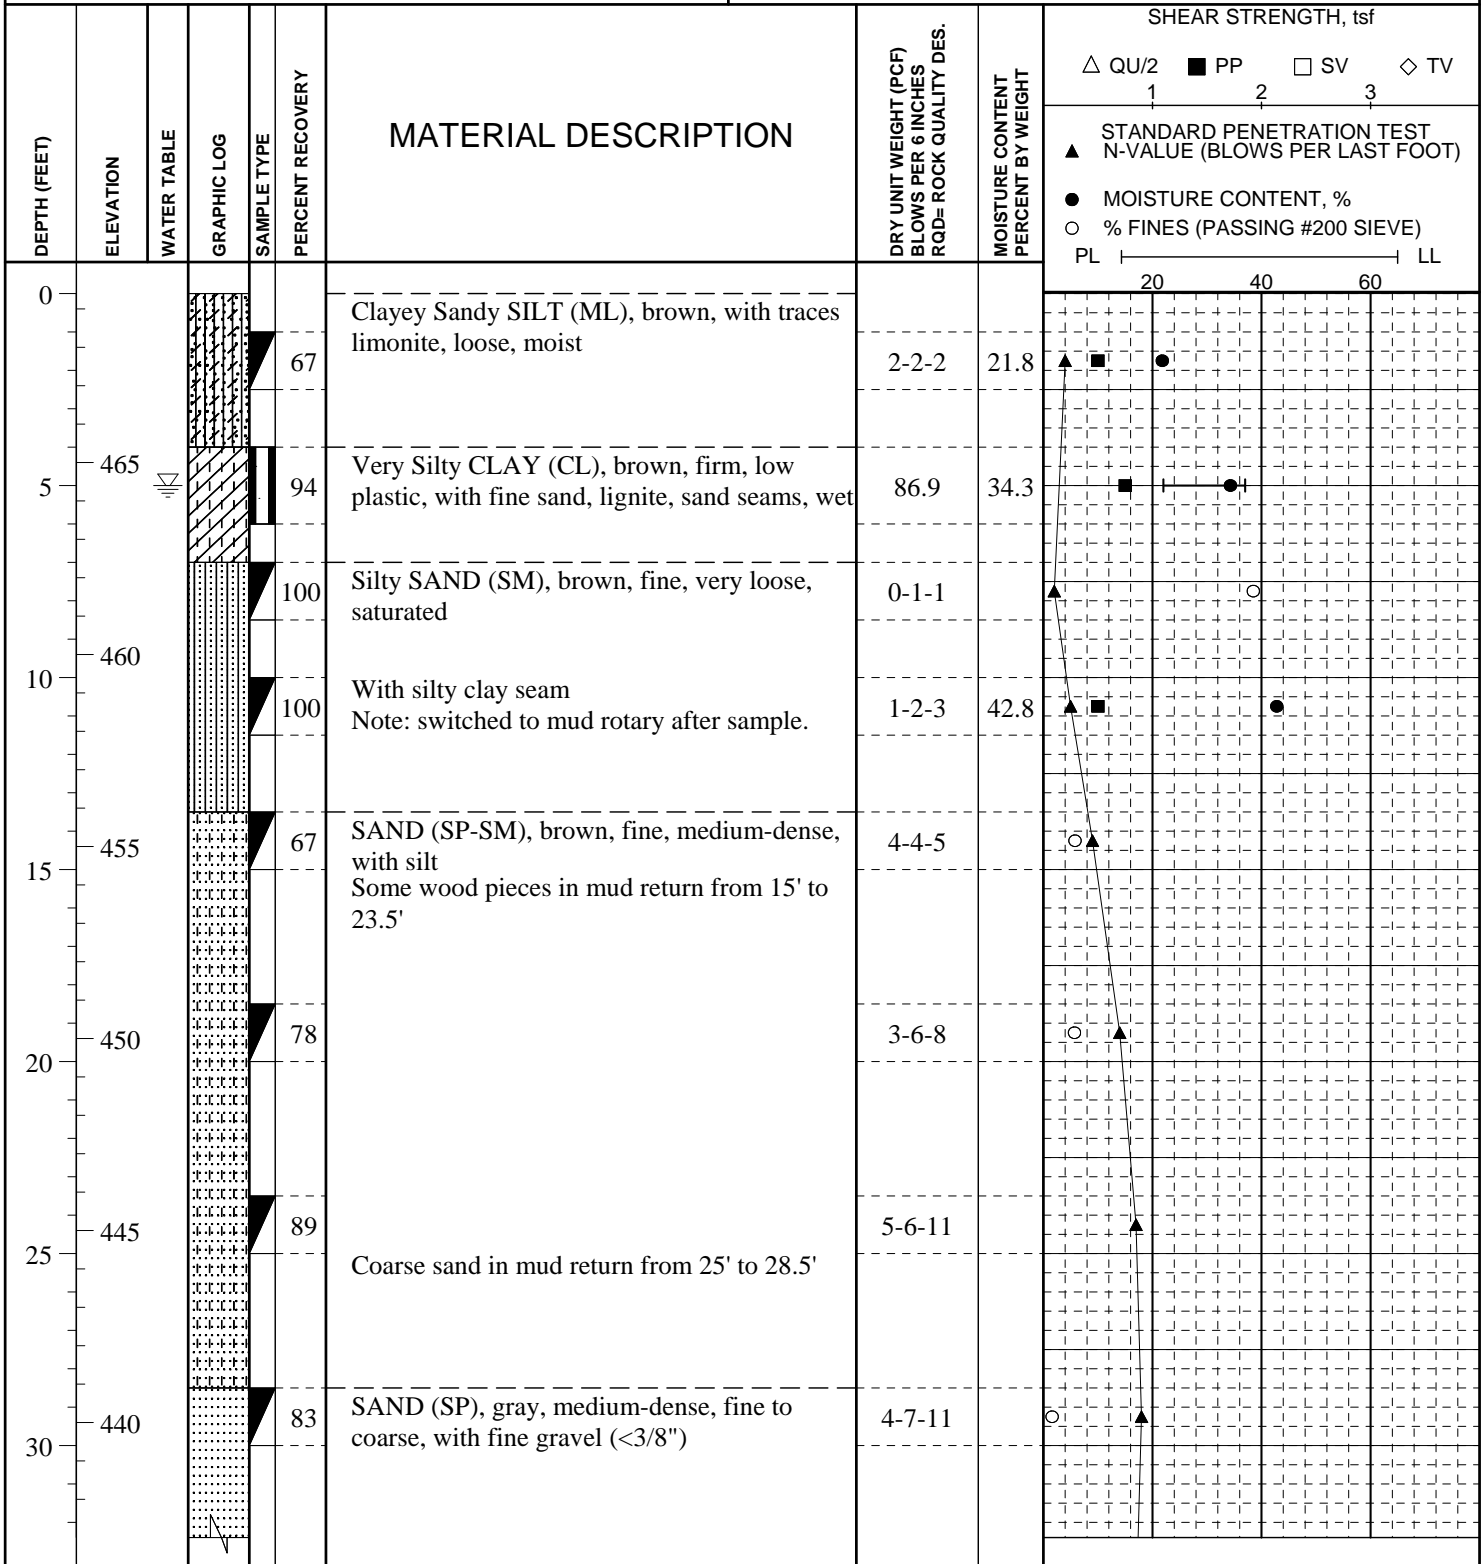 SHEAR STRENGTH, tsf
QU/2 PP SV TV
1 2 3
STANDARD PENETRATION TEST
N-VALUE (BLOWS PER LAST FOOT)
MOISTURE CONTENT, %
% FINES (PASSING #200 SIEVE)
PL LL
20 40 60
DEPTH (FEET)
ELEVATION
WATER TABLE
GRAPHIC LOG
SAMPLE TYPE
PERCENT RECOVERY
MATERIAL DESCRIPTION
DRY UNIT WEIGHT (PCF)
BLOWS PER 6 INCHES
RQD= ROCK QUALITY DES.
MOISTURE CONTENT
PERCENT BY WEIGHT
0
Clayey Sandy SILT (ML), brown, with traces
limonite, loose, moist
67 2-2-2 21.8
465
Very Silty CLAY (CL), brown, firm, low
5 94 plastic, with fine sand, lignite, sand seams, wet 86.9 34.3
Silty SAND (SM), brown, fine, very loose,
100 0-1-1
saturated
460
10
With silty clay seam
100 1-2-3 42.8
Note: switched to mud rotary after sample.
SAND (SP-SM), brown, fine, medium-dense,
455 67 4-4-5
with silt
15
Some wood pieces in mud return from 15' to
23.5'
450 78 3-6-8
20
445 89 5-6-11
25
Coarse sand in mud return from 25' to 28.5'
SAND (SP), gray, medium-dense, fine to
440 83 4-7-11
coarse, with fine gravel (<3/8")
30